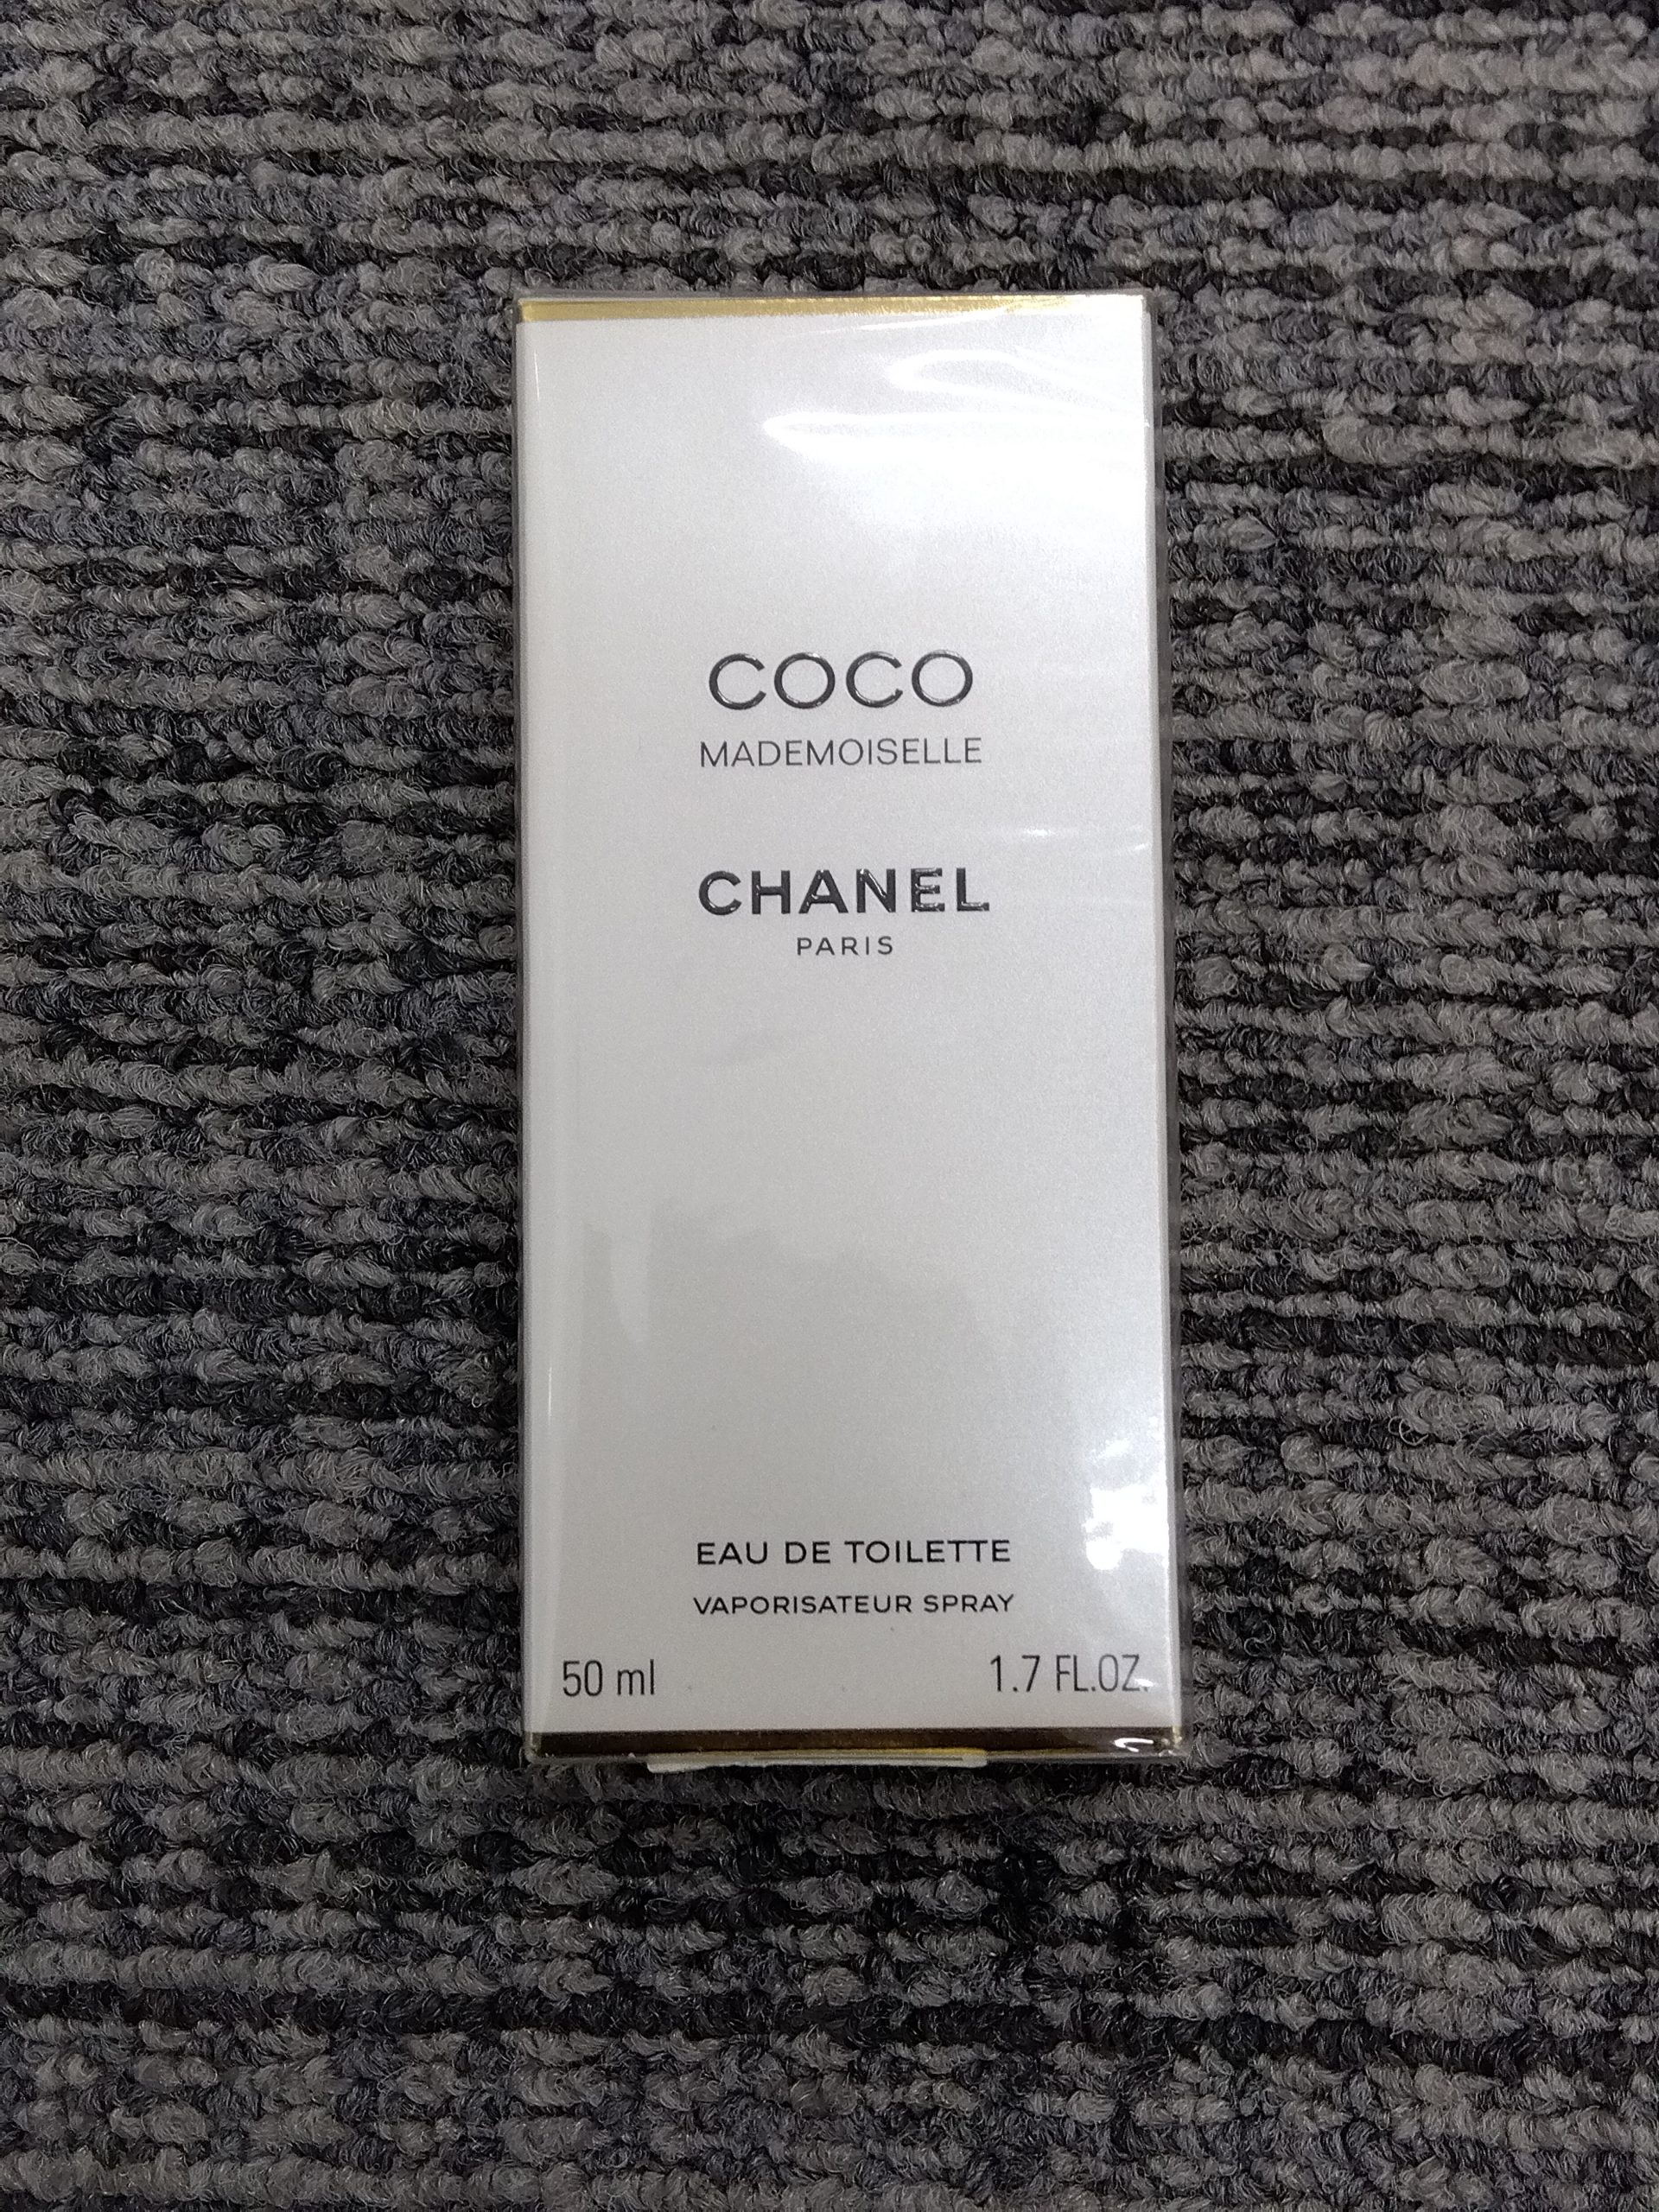 COCO
MADEMOISELLE
CHANEL
PARIS
EAU DE TOILETTE
VAPORISATEUR SPRAY
50 ml 1.7 FL.OZ.